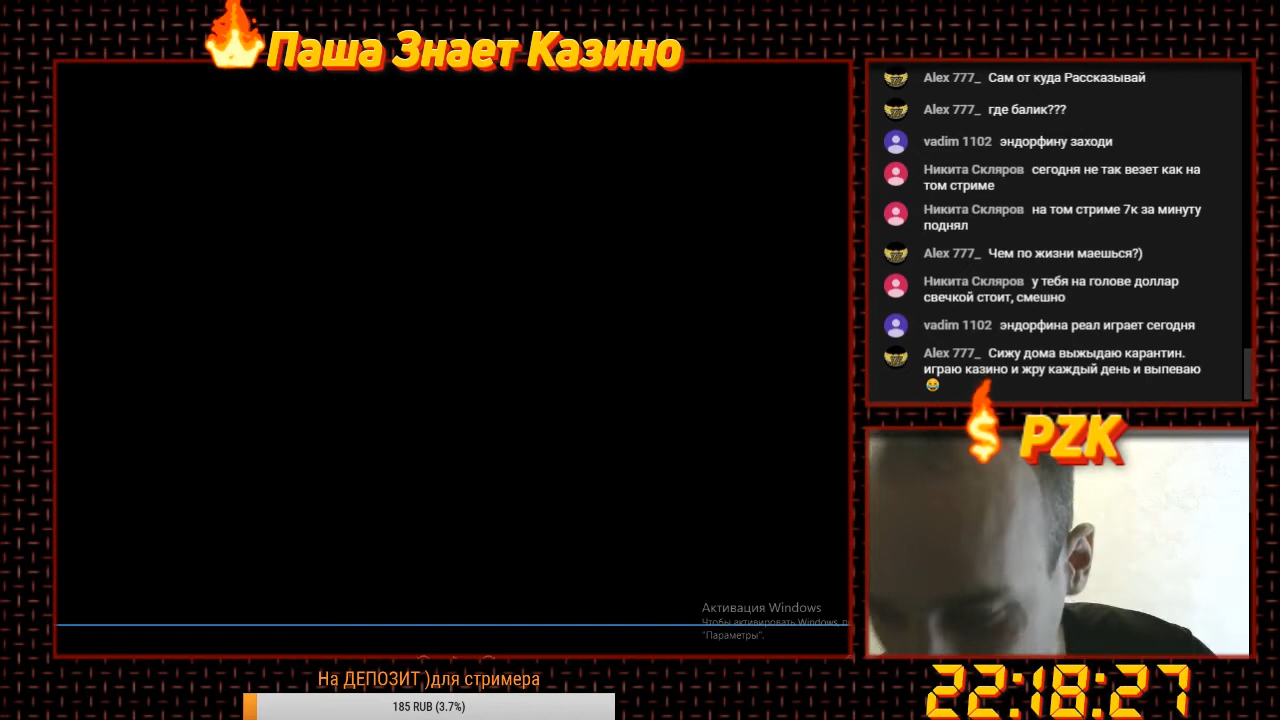 Паша Знает Казино
Alex 777_ Сам от куда Рассказывай
Alex 777_ где балик???
vadim 1102 эндорфину заходи
Никита Скляров сегодня не так везет как на
том стриме
Никита Скляров на том стриме 7к за минуту
поднял
Alex 777_ Чем по жизни маешься?)
Никита Скляров у тебя на голове доллар
свечкой стоит, смешно
vadim 1102 эндорфина реал играет сегодня
Alex 777_ Сижу дома выжыдаю карантин.
играю казино и жру каждый день и выпеваю
😂
$ PZK
Активация Windows
Чтобы активировать Windows, п
"Параметры".
На ДЕПОЗИТ )для стримера
185 RUB (3.7%)
22:18:27